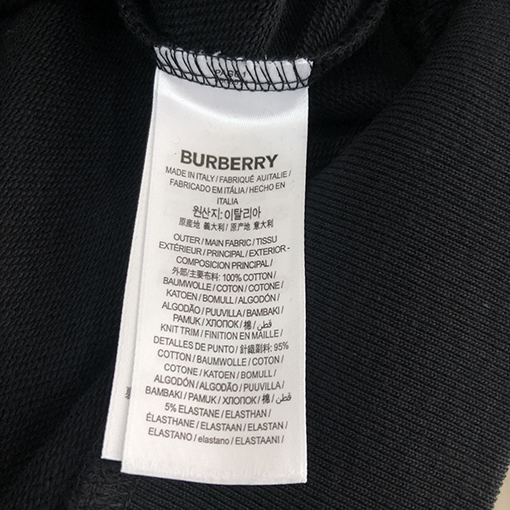 BURBERRY
MADE IN ITALY / FABRIQUÉ AUITALIE /
FABRICADO EM ITÁLIA / HECHO EN
ITALIA
원산지: 이탈리아
原産地 義大利 / 原产地 意大利
OUTER / MAIN FABRIC / TISSU
EXTÉRIEUR / PRINCIPAL / EXTERIOR -
COMPOSICION PRINCIPAL /
外部/主要布料: 100% COTTON /
BAUMWOLLE / COTON / COTONE /
KATOEN / BOMULL / ALGODÓN /
ALGODÃO / PUUVILLA / BAMBAKI /
PAMUK / ХЛОПОК / 棉 / قطن /
KNIT TRIM / FINITION EN MAILLE /
DETALLES DE PUNTO / 針織副料: 95%
COTTON / BAUMWOLLE / COTON /
COTONE / KATOEN / BOMULL /
ALGODÓN / ALGODÃO / PUUVILLA /
BAMBAKI / PAMUK / ХЛОПОК / 棉 / قطن /
5% ELASTANE / ELASTHAN /
ÉLASTHANE / ELASTAAN / ELASTAN /
ELASTANO / elastano / ELASTAANI /